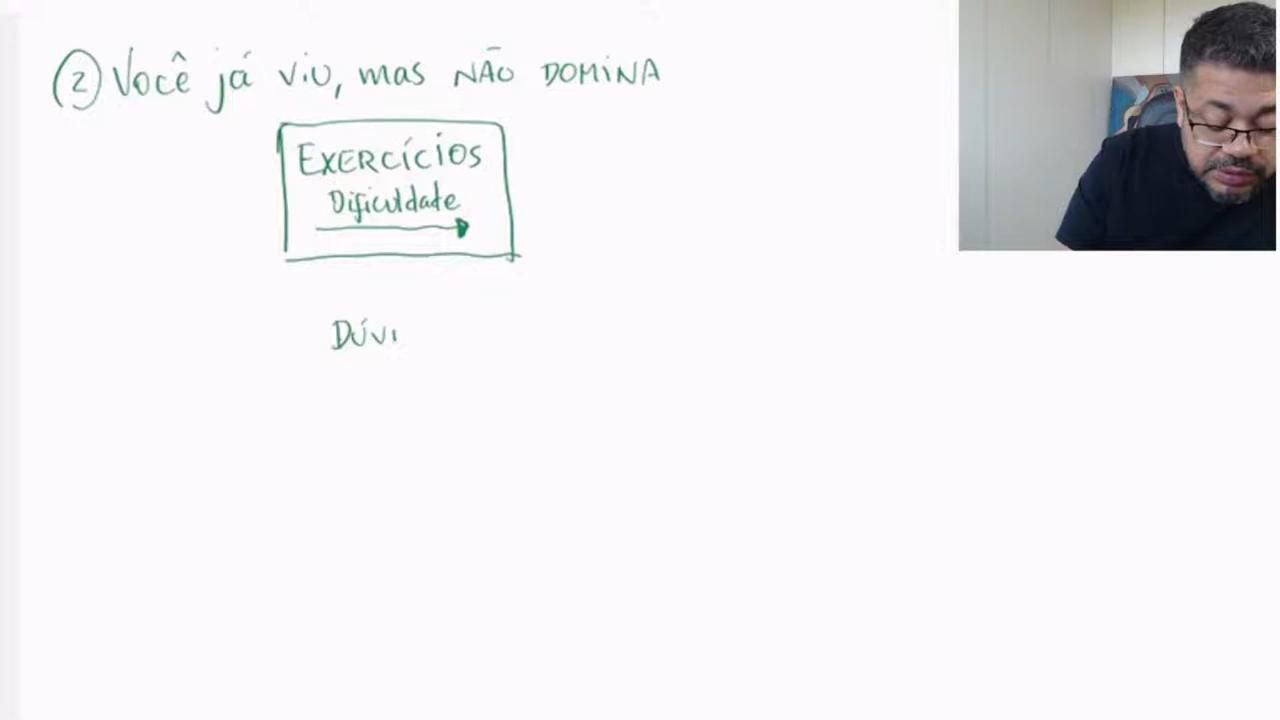 ② Você já viu, mas NÃO DOMINA
EXERCÍCIOS
Dificuldade
DÚVI